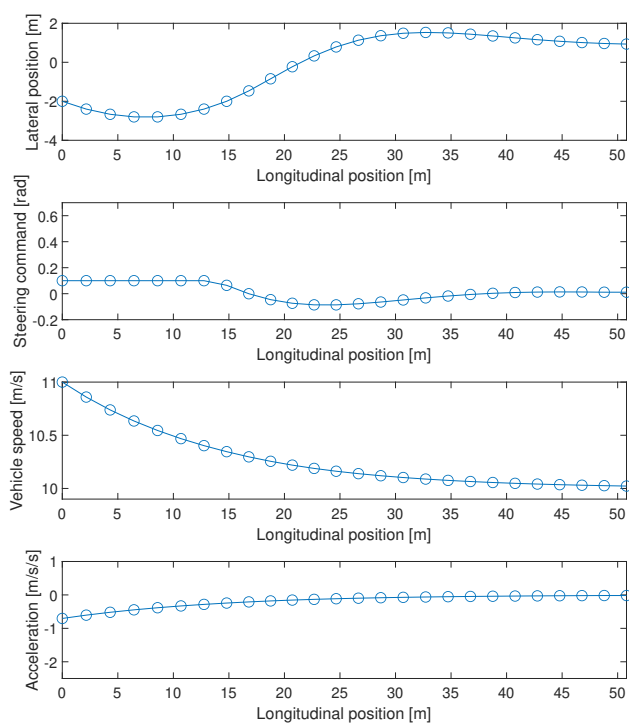 Lateral position [m]
2
0
-2
-4
0 5 10 15 20 25 30 35 40 45 50
Longitudinal position [m]
Steering command [rad]
0.6
0.4
0.2
0
-0.2
0 5 10 15 20 25 30 35 40 45 50
Longitudinal position [m]
Vehicle speed [m/s]
11
10.5
10
0 5 10 15 20 25 30 35 40 45 50
Longitudinal position [m]
Acceleration [m/s/s]
1
0
-1
-2
0 5 10 15 20 25 30 35 40 45 50
Longitudinal position [m]